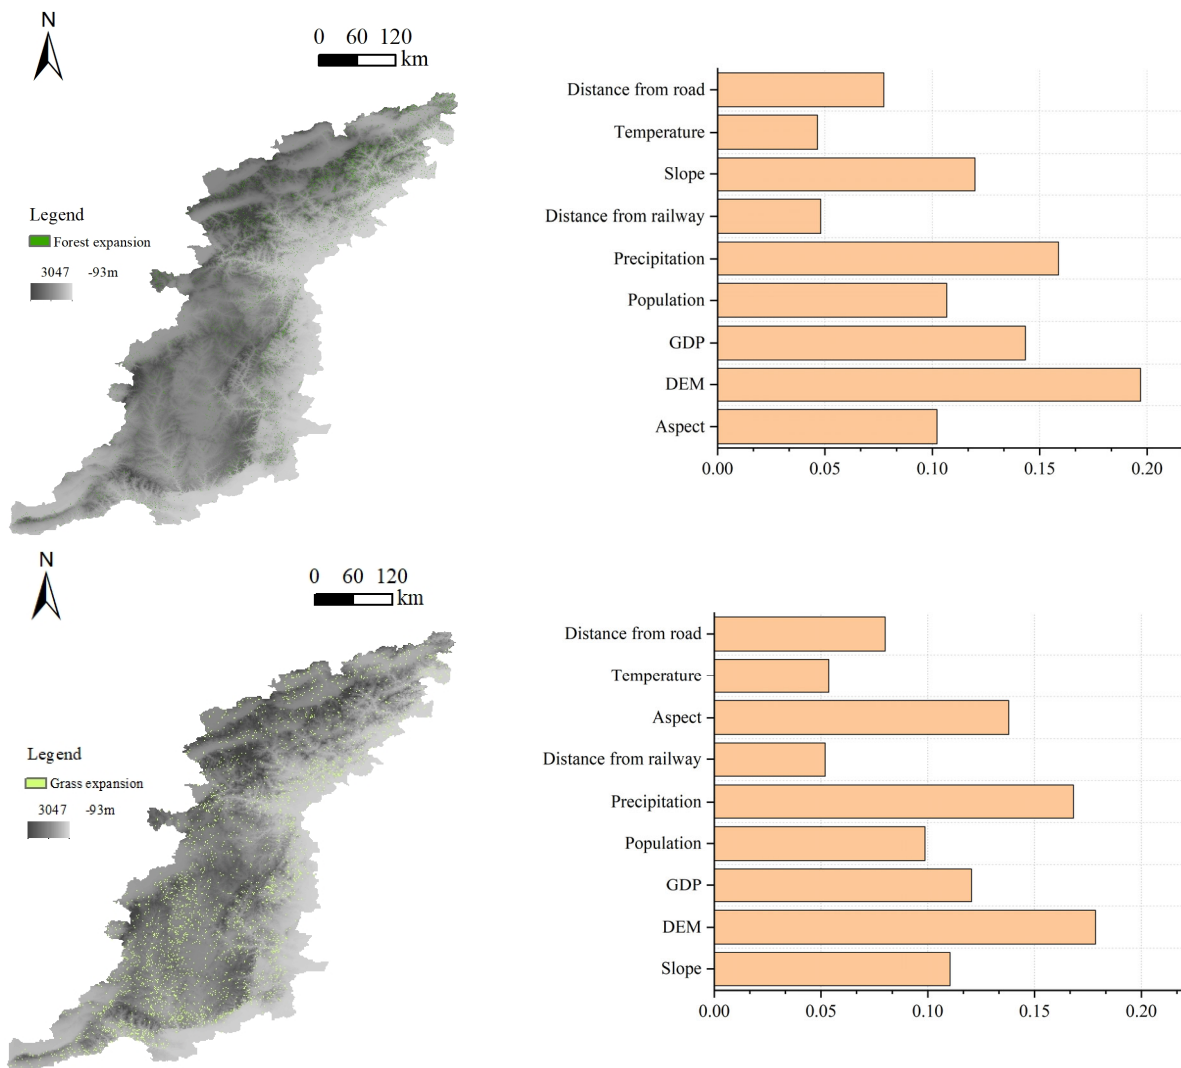 N
0 60 120
km
Legend
Forest expansion
3047 -93m
Distance from road
Temperature
Slope
Distance from railway
Precipitation
Population
GDP
DEM
Aspect
0.00 0.05 0.10 0.15 0.20
N
0 60 120
km
Legend
Grass expansion
3047 -93m
Distance from road
Temperature
Aspect
Distance from railway
Precipitation
Population
GDP
DEM
Slope
0.00 0.05 0.10 0.15 0.20